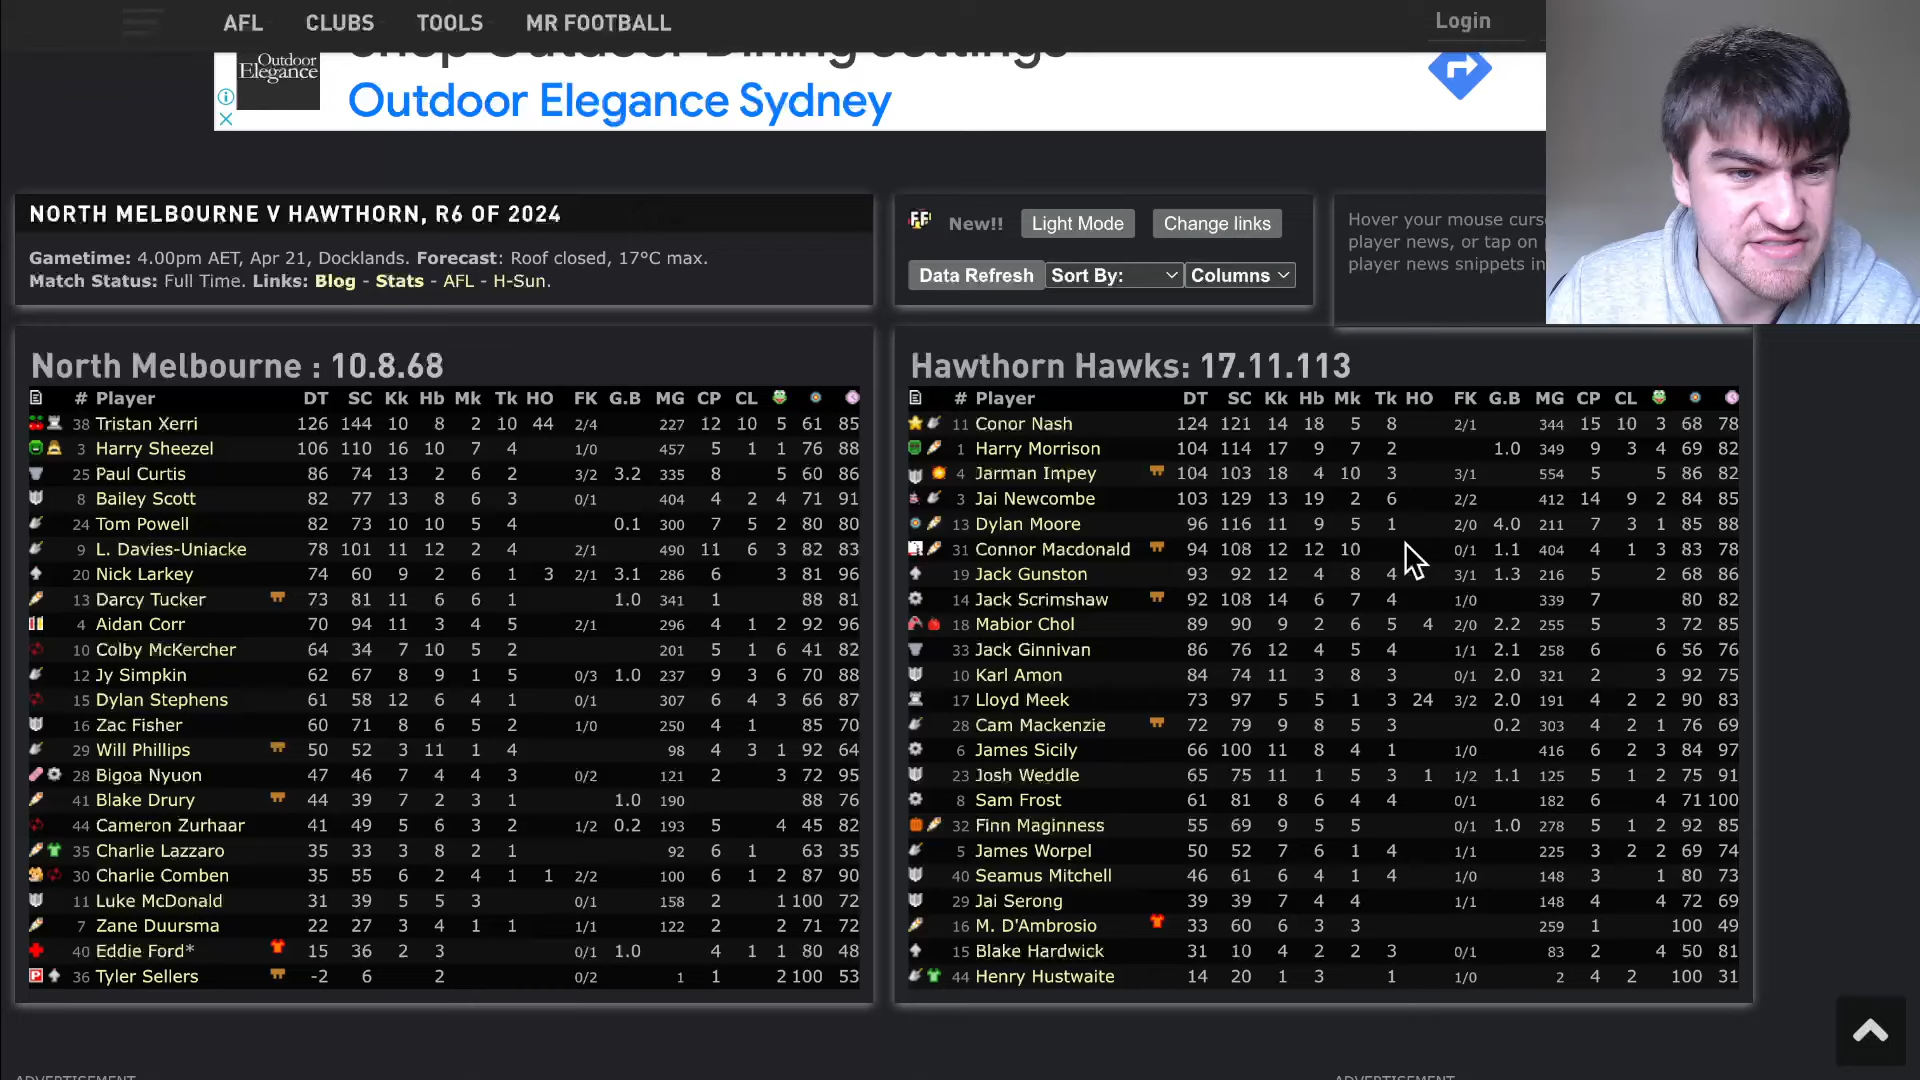 AFL CLUBS TOOLS MR FOOTBALL Login
Outdoor Elegance
Shop Outdoor Dining Settings
Outdoor Elegance Sydney
NORTH MELBOURNE V HAWTHORN, R6 OF 2024
Gametime: 4.00pm AET, Apr 21, Docklands. Forecast: Roof closed, 17°C max.
Match Status: Full Time. Links: Blog - Stats - AFL - H-Sun.
FF New!! Light Mode Change links
Data Refresh Sort By: Columns
Hover your mouse curs
player news, or tap on
player news snippets in
North Melbourne : 10.8.68
# Player DT SC Kk Hb Mk Tk HO FK G.B MG CP CL
38 Tristan Xerri 126 144 10 8 2 10 44 2/4 227 12 10 5 61 85
3 Harry Sheezel 106 110 16 10 7 4 1/0 457 5 1 1 76 88
25 Paul Curtis 86 74 13 2 6 2 3/2 3.2 335 8 5 60 86
8 Bailey Scott 82 77 13 8 6 3 0/1 404 4 2 4 71 91
24 Tom Powell 82 73 10 10 5 4 0.1 300 7 5 2 80 80
9 L. Davies-Uniacke 78 101 11 12 2 4 2/1 490 11 6 3 82 83
20 Nick Larkey 74 60 9 2 6 1 3 2/1 3.1 286 6 3 81 96
13 Darcy Tucker 73 81 11 6 6 1 1.0 341 1 88 81
4 Aidan Corr 70 94 11 3 4 5 2/1 296 4 1 2 92 96
10 Colby McKercher 64 34 7 10 5 2 201 5 1 6 41 82
12 Jy Simpkin 62 67 8 9 1 5 0/3 1.0 237 9 3 6 70 88
15 Dylan Stephens 61 58 12 6 4 1 0/1 307 6 4 3 66 87
16 Zac Fisher 60 71 8 6 5 2 1/0 250 4 1 85 70
29 Will Phillips 50 52 3 11 1 4 98 4 3 1 92 64
28 Bigoa Nyuon 47 46 7 4 4 3 0/2 121 2 3 72 95
41 Blake Drury 44 39 7 2 3 1 1.0 190 88 76
44 Cameron Zurhaar 41 49 5 6 3 2 1/2 0.2 193 5 4 45 82
35 Charlie Lazzaro 35 33 3 8 2 1 92 6 1 63 35
30 Charlie Comben 35 55 6 2 4 1 1 2/2 100 6 1 2 87 90
11 Luke McDonald 31 39 5 5 3 0/1 158 2 1 100 72
7 Zane Duursma 22 27 3 4 1 1 1/1 122 2 2 71 72
40 Eddie Ford* 15 36 2 3 0/1 1.0 4 1 1 80 48
P 36 Tyler Sellers -2 6 2 0/2 1 1 2 100 53
Hawthorn Hawks: 17.11.113
# Player DT SC Kk Hb Mk Tk HO FK G.B MG CP CL
11 Conor Nash 124 121 14 18 5 8 2/1 344 15 10 3 68 78
1 Harry Morrison 104 114 17 9 7 2 1.0 349 9 3 4 69 82
4 Jarman Impey 104 103 18 4 10 3 3/1 554 5 5 86 82
3 Jai Newcombe 103 129 13 19 2 6 2/2 412 14 9 2 84 85
13 Dylan Moore 96 116 11 9 5 1 2/0 4.0 211 7 3 1 85 88
31 Connor Macdonald 94 108 12 12 10 0/1 1.1 404 4 1 3 83 78
19 Jack Gunston 93 92 12 4 8 4 3/1 1.3 216 5 2 68 86
14 Jack Scrimshaw 92 108 14 6 7 4 1/0 339 7 80 82
18 Mabior Chol 89 90 9 2 6 5 4 2/0 2.2 255 5 3 72 85
33 Jack Ginnivan 86 76 12 4 5 4 1/1 2.1 258 6 6 56 76
10 Karl Amon 84 74 11 3 8 3 0/1 2.0 321 2 3 92 75
17 Lloyd Meek 73 97 5 5 1 3 24 3/2 2.0 191 4 2 2 90 83
28 Cam Mackenzie 72 79 9 8 5 3 0.2 303 4 2 1 76 69
6 James Sicily 66 100 11 8 4 1 1/0 416 6 2 3 84 97
23 Josh Weddle 65 75 11 1 5 3 1 1/2 1.1 125 5 1 2 75 91
8 Sam Frost 61 81 8 6 4 4 0/1 182 6 4 71 100
32 Finn Maginness 55 69 9 5 5 0/1 1.0 278 5 1 2 92 85
5 James Worpel 50 52 7 6 1 4 1/1 225 3 2 2 69 74
40 Seamus Mitchell 46 61 6 4 1 4 1/0 148 3 1 80 73
29 Jai Serong 39 39 7 4 4 1/1 148 4 4 72 69
16 M. D'Ambrosio 33 60 6 3 3 259 1 100 49
15 Blake Hardwick 31 10 4 2 2 3 0/1 83 2 4 50 81
44 Henry Hustwaite 14 20 1 3 1 1/0 2 4 2 100 31
ADVERTISEMENT ADVERTISEMENT